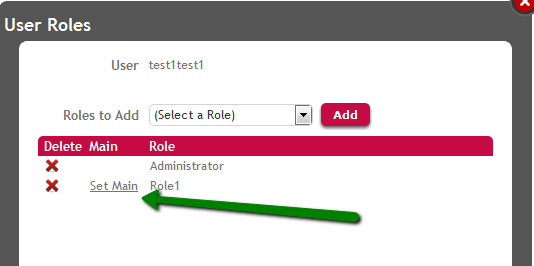 User Roles
User test1test1
Roles to Add (Select a Role) Add
Delete Main Role
Administrator
Set Main Role1